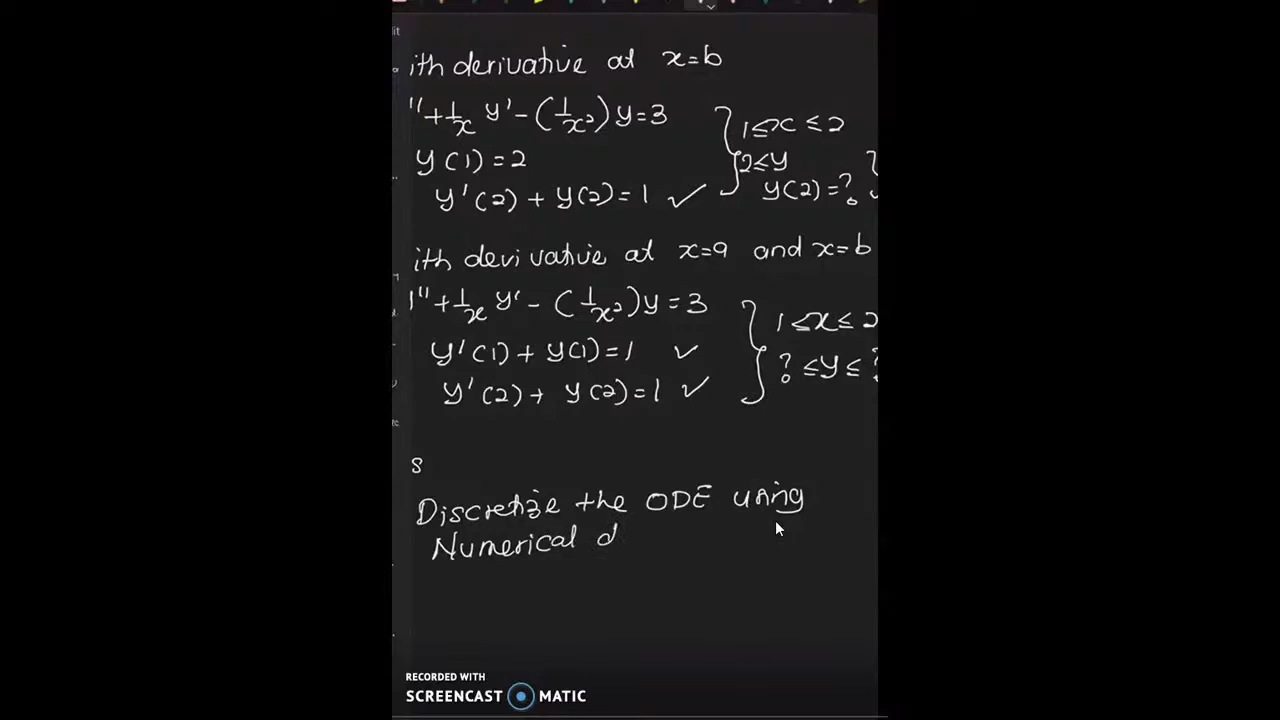 ith derivative at x=b
" + 1/x y' - (1/x²) y = 3
1 ≤ x ≤ 2
y(1) = 2
2 ≤ y
y'(2) + y(2) = 1 ✓
y(2) = ?
ith derivative at x=a and x=b
" + 1/x y' - (1/x²) y = 3
1 ≤ x ≤ 2
y'(1) + y(1) = 1 ✓
? ≤ y ≤ ?
y'(2) + y(2) = 1 ✓
s
Discretize the ODE using
Numerical d
RECORDED WITH
SCREENCAST MATIC